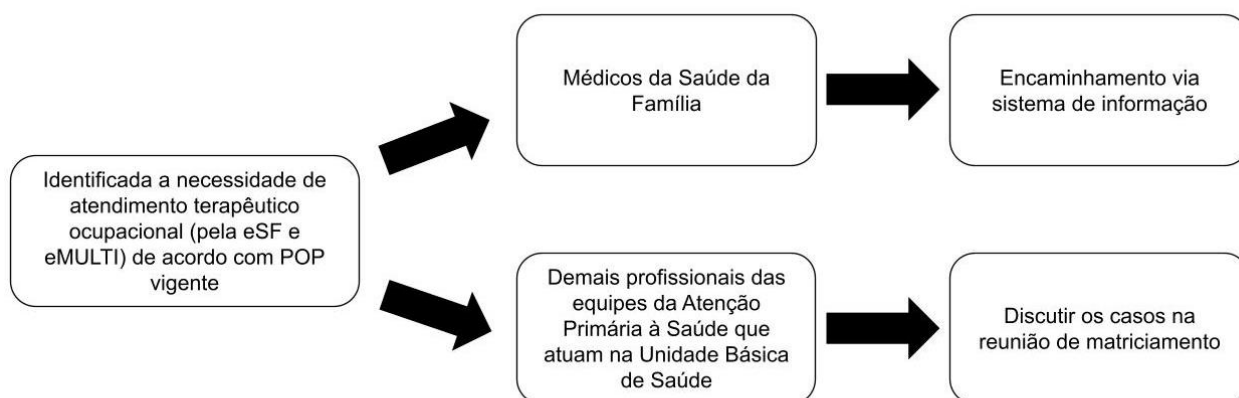 Identificada a necessidade de
atendimento terapêutico
ocupacional (pela eSF e
eMULTI) de acordo com POP
vigente
Médicos da Saúde da
Família
Encaminhamento via
sistema de informação
Demais profissionais das
equipes da Atenção
Primária à Saúde que
atuam na Unidade Básica
de Saúde
Discutir os casos na
reunião de matriciamento